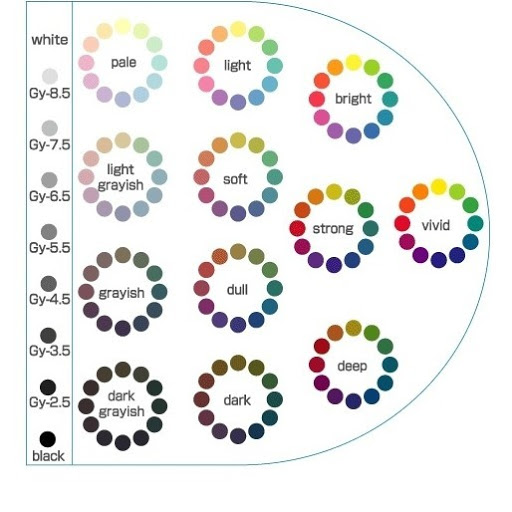 white
Gy-8.5
Gy-7.5
Gy-6.5
Gy-5.5
Gy-4.5
Gy-3.5
Gy-2.5
black
pale
light
grayish
grayish
dark
grayish
light
soft
dull
dark
bright
strong
deep
vivid